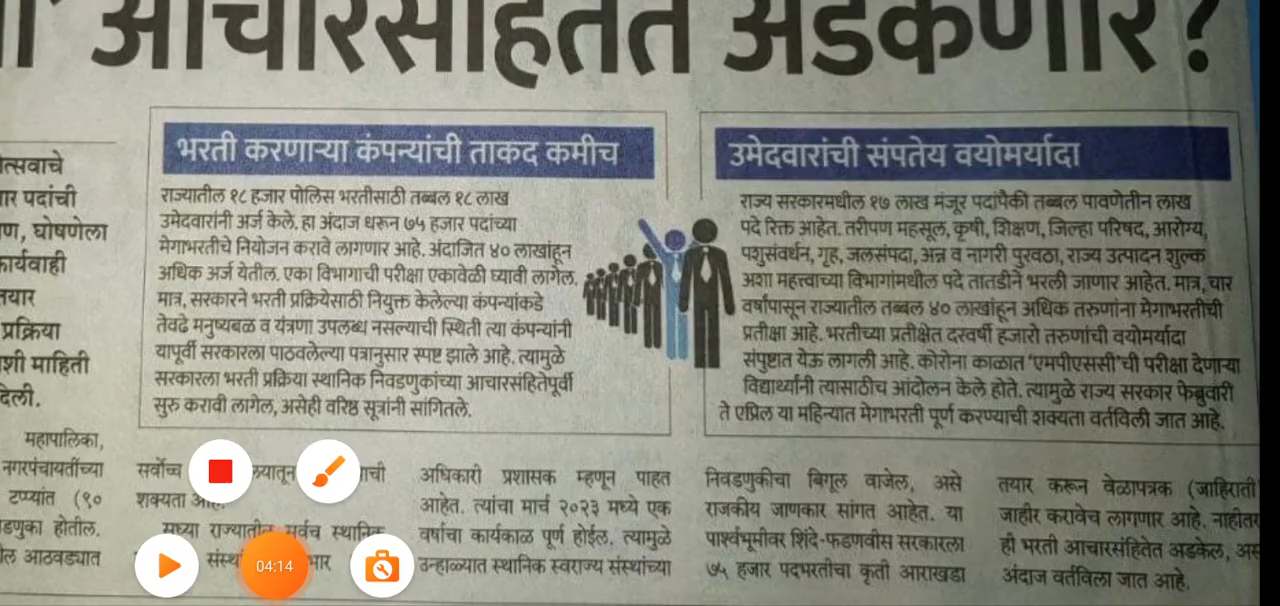 आचारसंहितेत अडकणार?
त्सवाचे
ार पदांची
ण, घोषणेला
कार्यवाही
तयार
प्रक्रिया
शी माहिती
दिली.
महापालिका,
नगरपंचायतींच्या
टप्प्यांत (९०
डणुका होतील.
ल आठवड्यात
भरती करणाऱ्या कंपन्यांची ताकद कमीच
राज्यातील १८ हजार पोलिस भरतीसाठी तब्बल १८ लाख
उमेदवारांनी अर्ज केले. हा अंदाज धरून ७५ हजार पदांच्या
मेगाभरतीचे नियोजन करावे लागणार आहे. अंदाजित ४० लाखांहून
अधिक अर्ज येतील. एका विभागाची परीक्षा एकावेळी घ्यावी लागेल.
मात्र, सरकारने भरती प्रक्रियेसाठी नियुक्त केलेल्या कंपन्यांकडे
तेवढे मनुष्यबळ व यंत्रणा उपलब्ध नसल्याची स्थिती त्या कंपन्यांनी
यापूर्वी सरकारला पाठवलेल्या पत्रानुसार स्पष्ट झाले आहे. त्यामुळे
सरकारला भरती प्रक्रिया स्थानिक निवडणुकांच्या आचारसंहितेपूर्वी
सुरु करावी लागेल, असेही वरिष्ठ सूत्रांनी सांगितले.
उमेदवारांची संपतेय वयोमर्यादा
राज्य सरकारमधील १७ लाख मंजूर पदांपैकी तब्बल पावणेतीन लाख
पदे रिक्त आहेत. तरीपण महसूल, कृषी, शिक्षण, जिल्हा परिषद, आरोग्य,
पशुसंवर्धन, गृह, जलसंपदा, अन्न व नागरी पुरवठा, राज्य उत्पादन शुल्क
अशा महत्त्वाच्या विभागांमधील पदे तातडीने भरली जाणार आहेत. मात्र, चार
वर्षांपासून राज्यातील तब्बल ४० लाखांहून अधिक तरुणांना मेगाभरतीची
प्रतीक्षा आहे. भरतीच्या प्रतीक्षेत दरवर्षी हजारो तरुणांची वयोमर्यादा
संपुष्टात येऊ लागली आहे. कोरोना काळात 'एमपीएससी'ची परीक्षा देणाऱ्या
विद्यार्थ्यांनी त्यासाठीच आंदोलन केले होते. त्यामुळे राज्य सरकार फेब्रुवारी
ते एप्रिल या महिन्यात मेगाभरती पूर्ण करण्याची शक्यता वर्तविली जात आहे.
सर्वोच्च
शक्यता
राज्यातील सर्वच स्थानिक
04:14
अधिकारी प्रशासक म्हणून पाहत
आहेत. त्यांचा मार्च २०२३ मध्ये एक
वर्षाचा कार्यकाळ पूर्ण होईल. त्यामुळे
उन्हाळ्यात स्थानिक स्वराज्य संस्थांच्या
निवडणुकीचा बिगूल वाजेल, असे
राजकीय जाणकार सांगत आहेत. या
पार्श्वभूमीवर शिंदे-फडणवीस सरकारला
७५ हजार पदभरतीचा कृती आराखडा
तयार करून वेळापत्रक (जाहिराती
जाहीर करावेच लागणार आहे. नाहीतर
ही भरती आचारसंहितेत अडकेल, अस
अंदाज वर्तविला जात आहे.